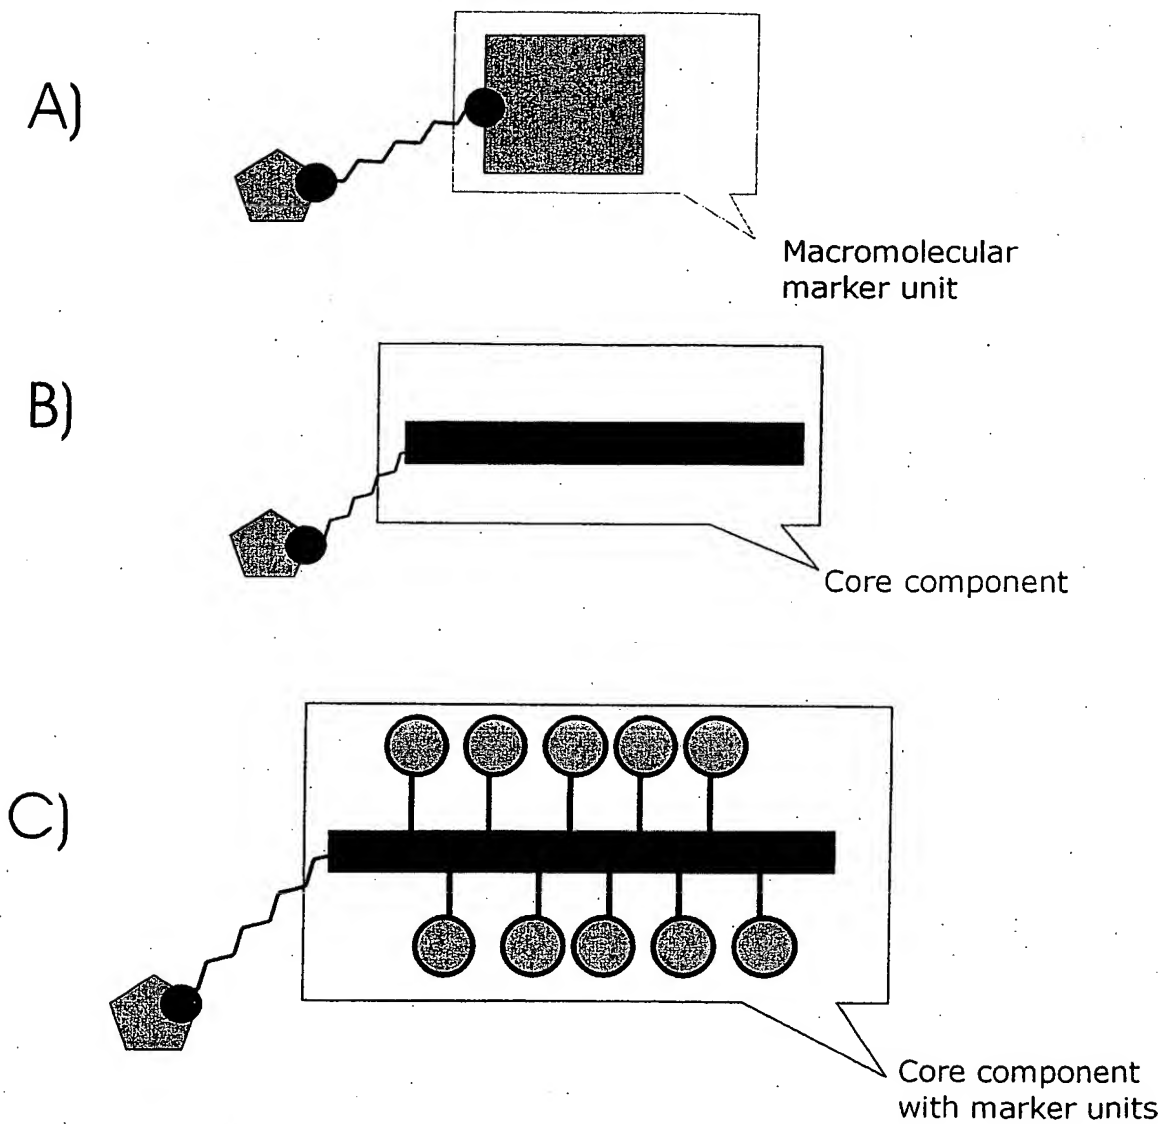 A)
Macromolecular
marker unit
B)
Core component
C)
Core component
with marker units